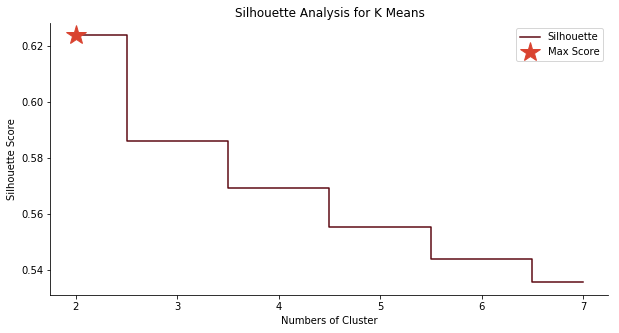 Silhouette Analysis for K Means
Silhouette
Max Score
0.62
0.60
0.58
0.56
0.54
Silhouette Score
2 3 4 5 6 7
Numbers of Cluster